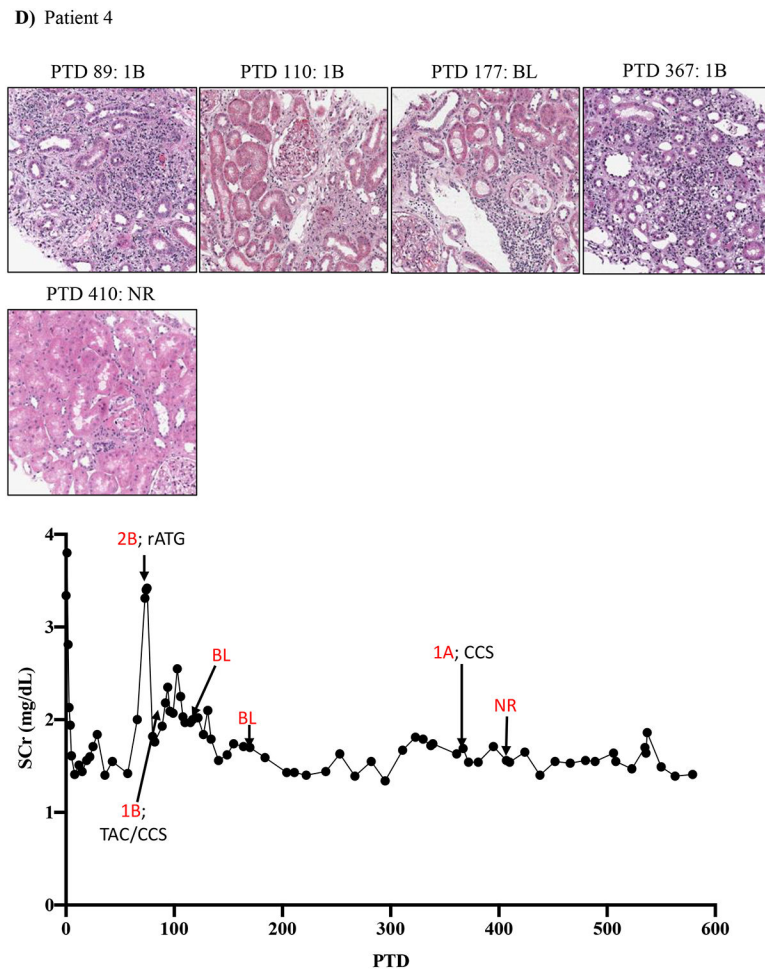 D) Patient 4
PTD 89: 1B
PTD 110: 1B
PTD 177: BL
PTD 367: 1B
PTD 410: NR
2B; rATG
BL
BL
1A; CCS
NR
1B;
TAC/CCS
SCr (mg/dL)
4
3
2
1
0
0 100 200 300 400 500 600
PTD